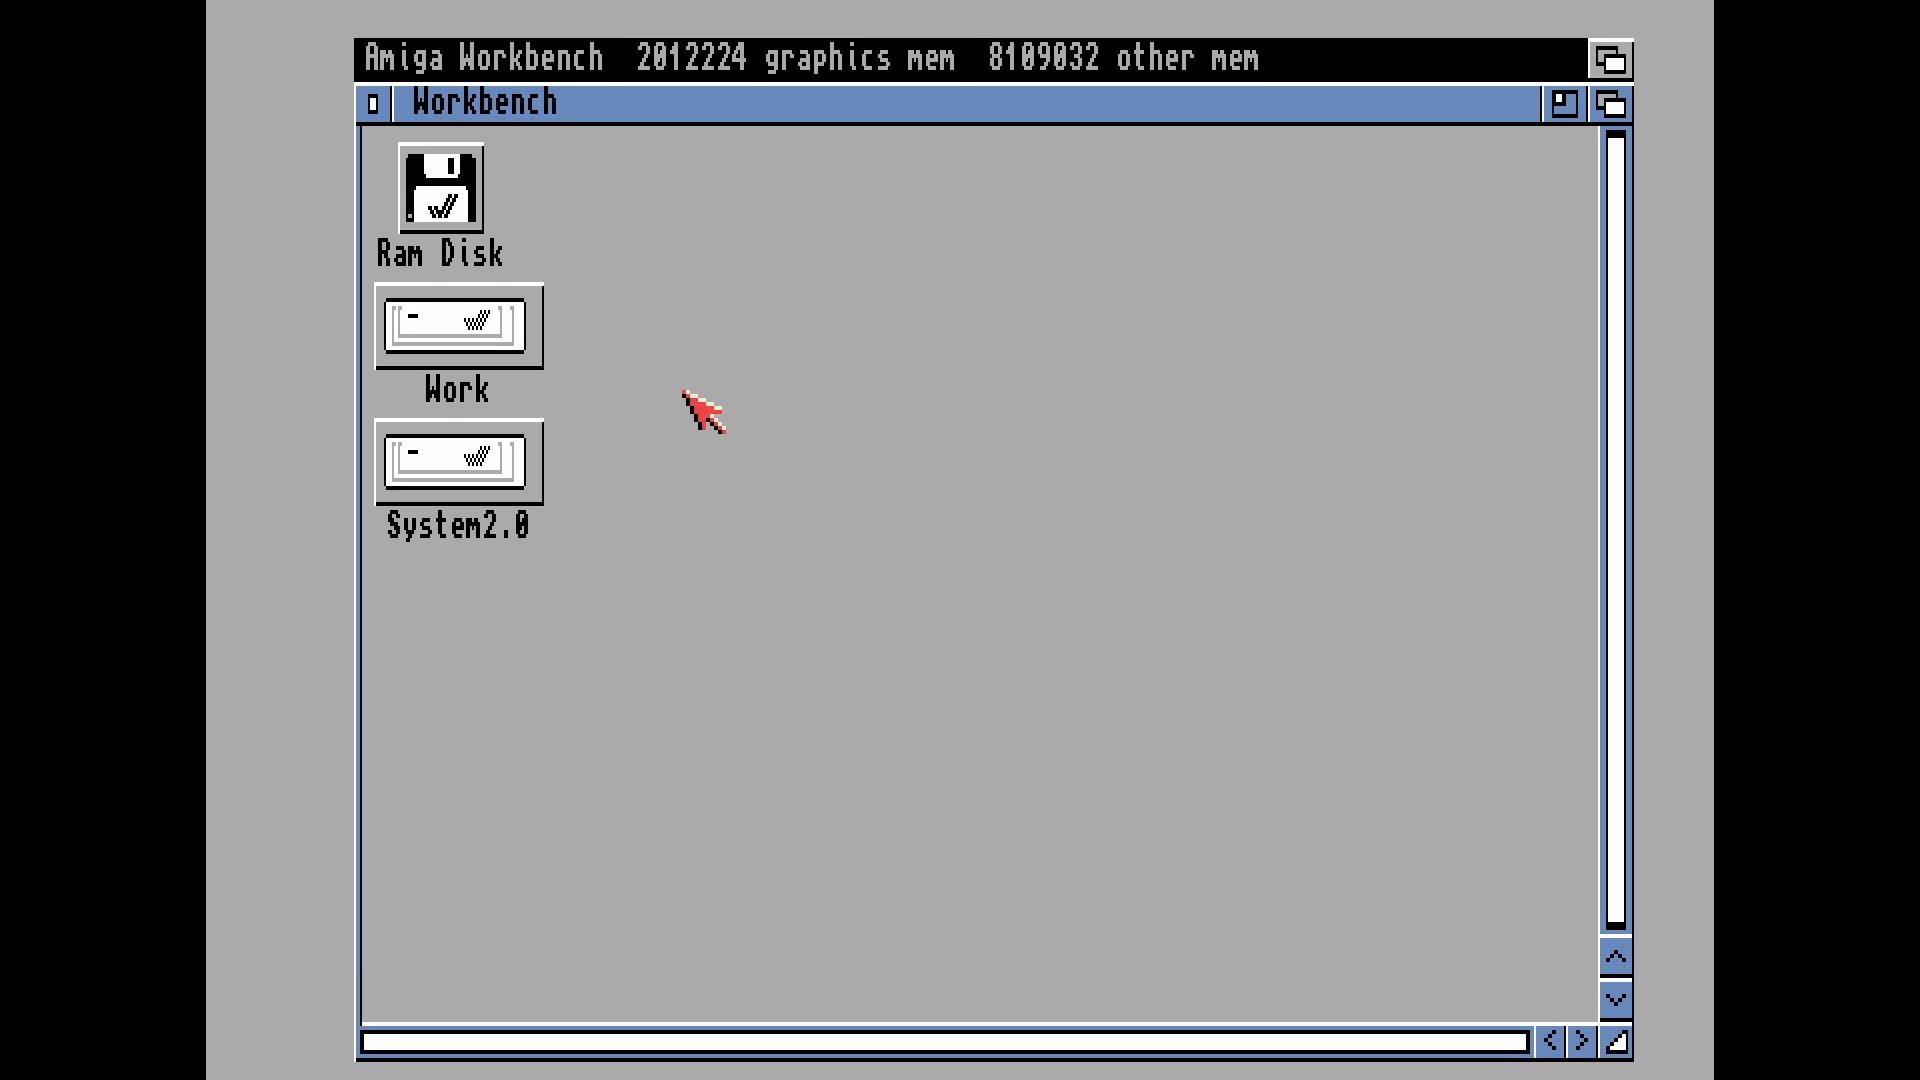 Amiga Workbench  2012224 graphics mem  8109032 other mem
Workbench
Ram Disk
Work
System2.0